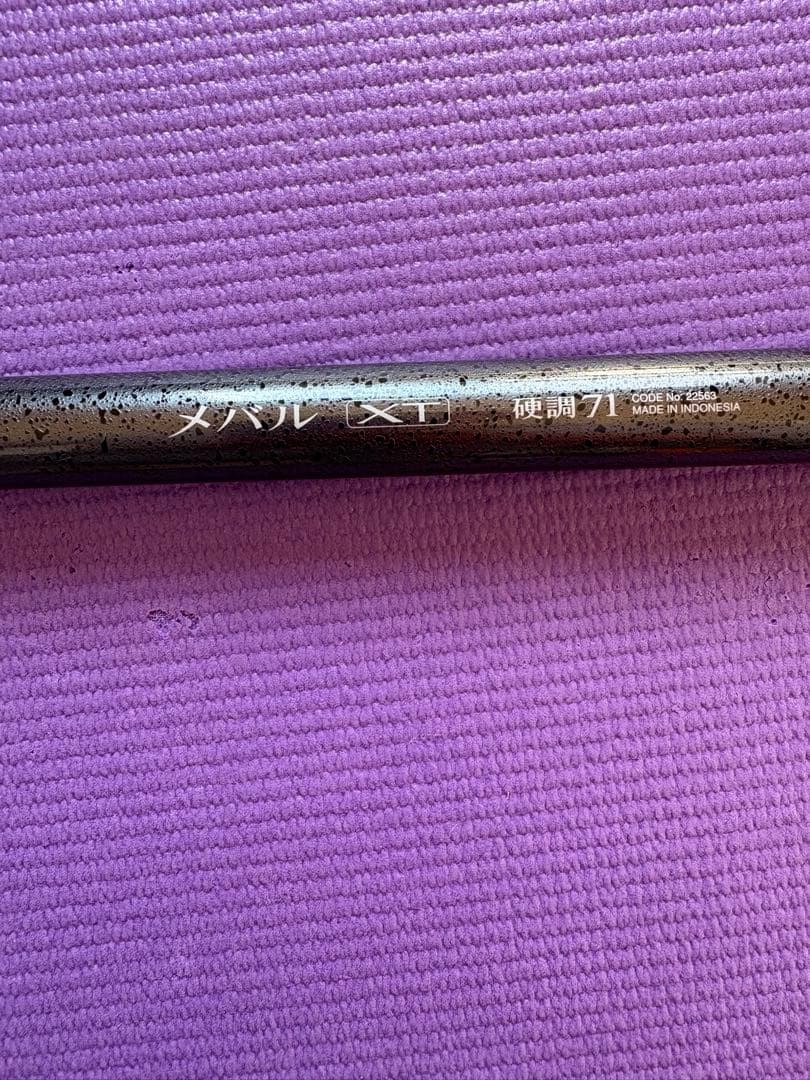 メバル XT 硬調 71 CODE No. 22563
MADE IN INDONESIA